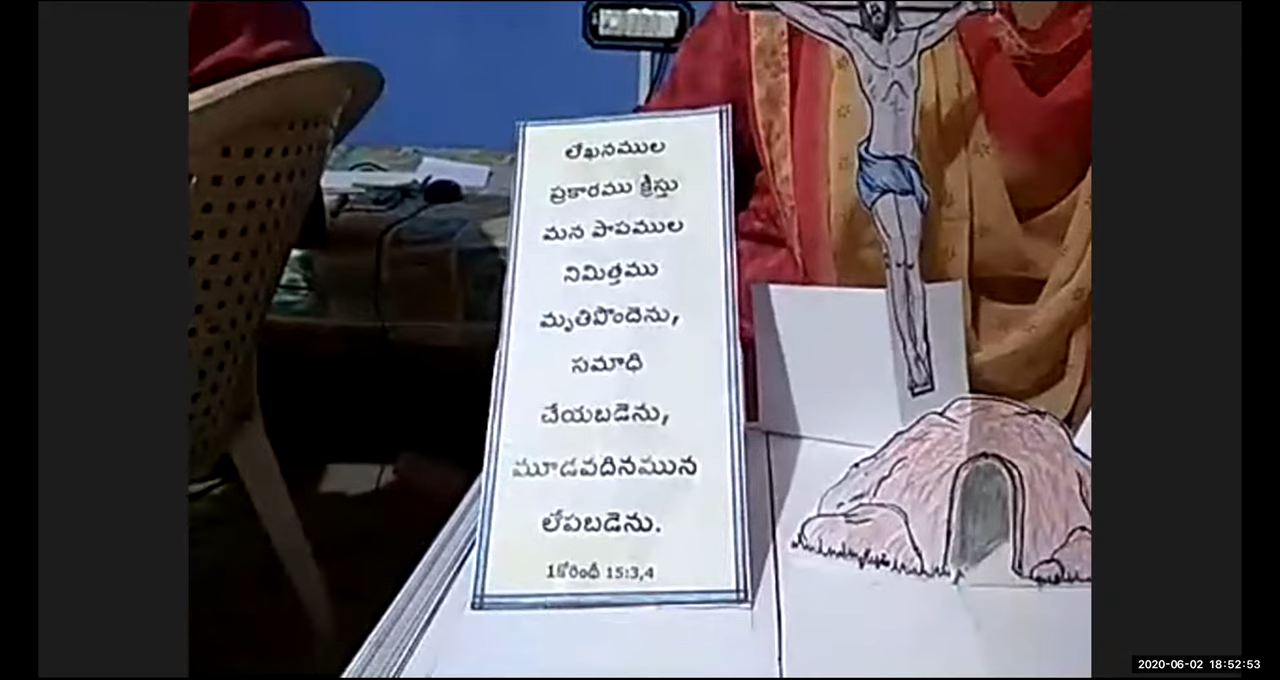 లేఖనముల
ప్రకారము క్రీస్తు
మన పాపముల
నిమిత్తము
మృతిపొందెను,
సమాధి
చేయబడెను,
మూడవదినమున
లేపబడెను.
1కోరింథీ 15:3,4
2020-06-02 18:52:53